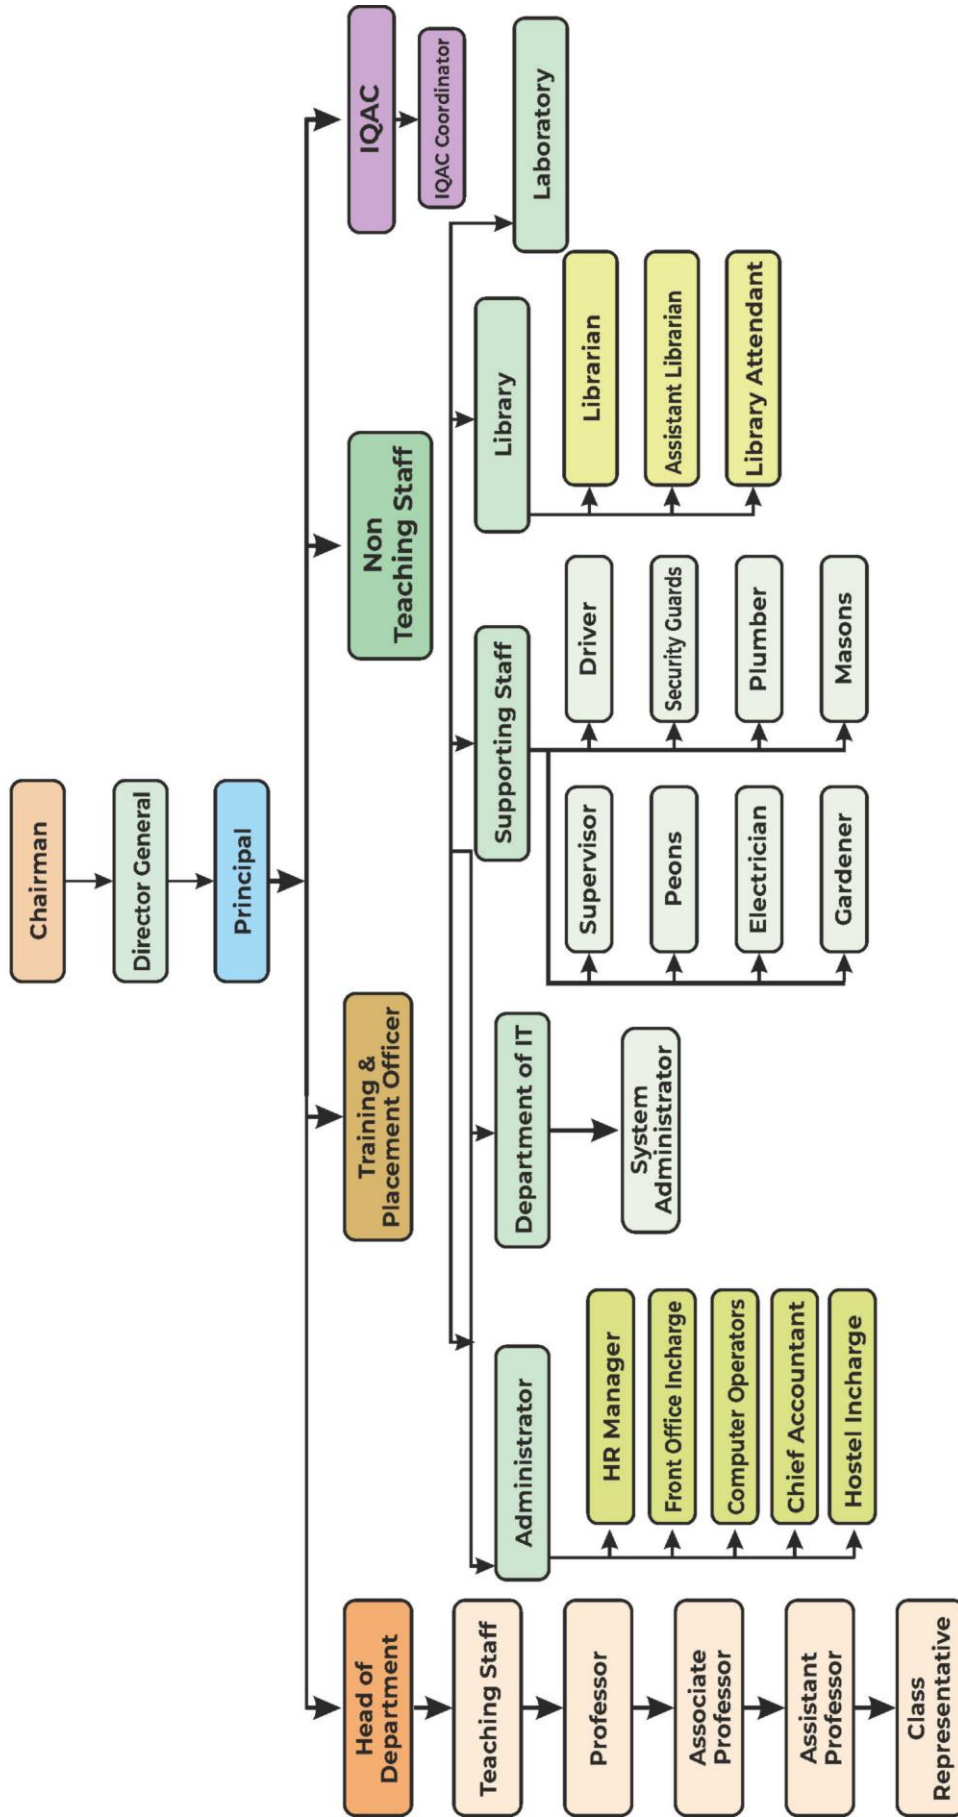 Chairman
Director General
Principal
Head of
Department
Training &
Placement Officer
Non
Teaching Staff
IQAC
IQAC Coordinator
Teaching Staff
Professor
Associate
Professor
Assistant
Professor
Class
Representative
Administrator
HR Manager
Front Office Incharge
Computer Operators
Chief Accountant
Hostel Incharge
Department of IT
System
Administrator
Supporting Staff
Supervisor
Peons
Electrician
Gardener
Driver
Security Guards
Plumber
Masons
Library
Librarian
Assistant Librarian
Library Attendant
Laboratory